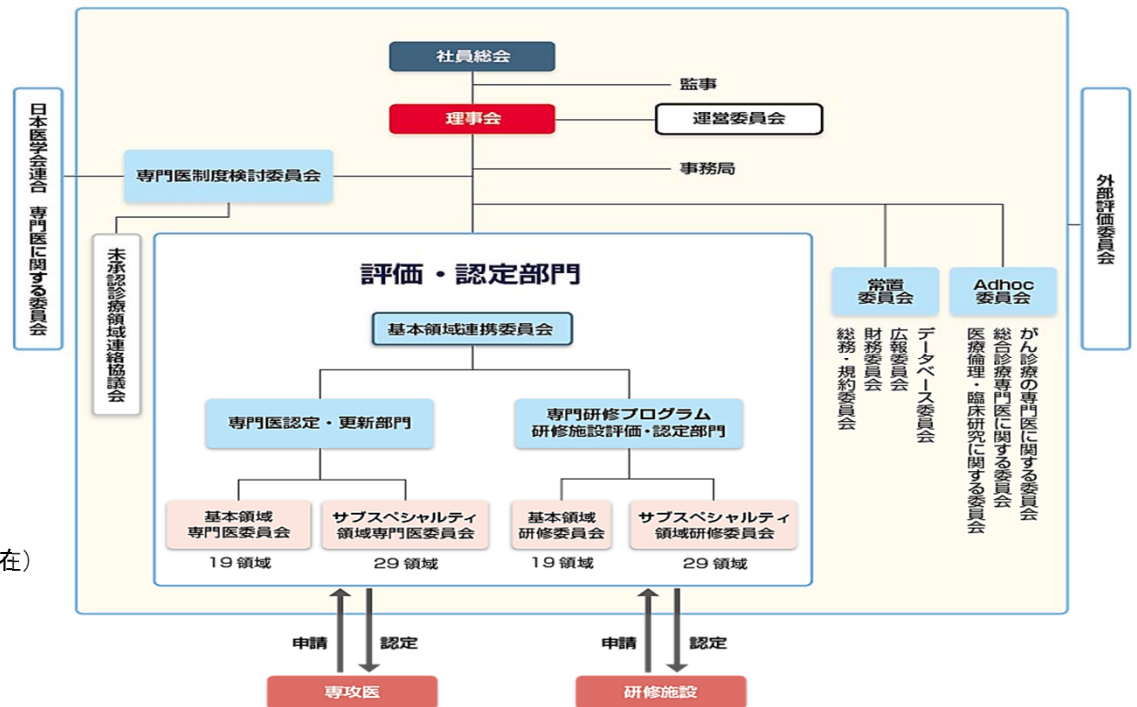 社員総会
監事
理事会
運営委員会
事務局
専門医制度検討委員会
日本医学会連合 専門医に関する委員会
未承認診療領域連絡協議会
外部評価委員会
評価・認定部門
基本領域連携委員会
専門医認定・更新部門
専門研修プログラム
研修施設評価・認定部門
基本領域
専門医委員会
19領域
サブスペシャルティ
領域専門医委員会
29領域
基本領域
研修委員会
19領域
サブスペシャルティ
領域研修委員会
29領域
常置
委員会
データベース委員会
広報委員会
財務委員会
総務・規約委員会
Adhoc
委員会
がん診療の専門医に関する委員会
総合診療専門医に関する委員会
医療倫理・臨床研究に関する委員会
在）
申請
認定
申請
認定
専攻医
研修施設